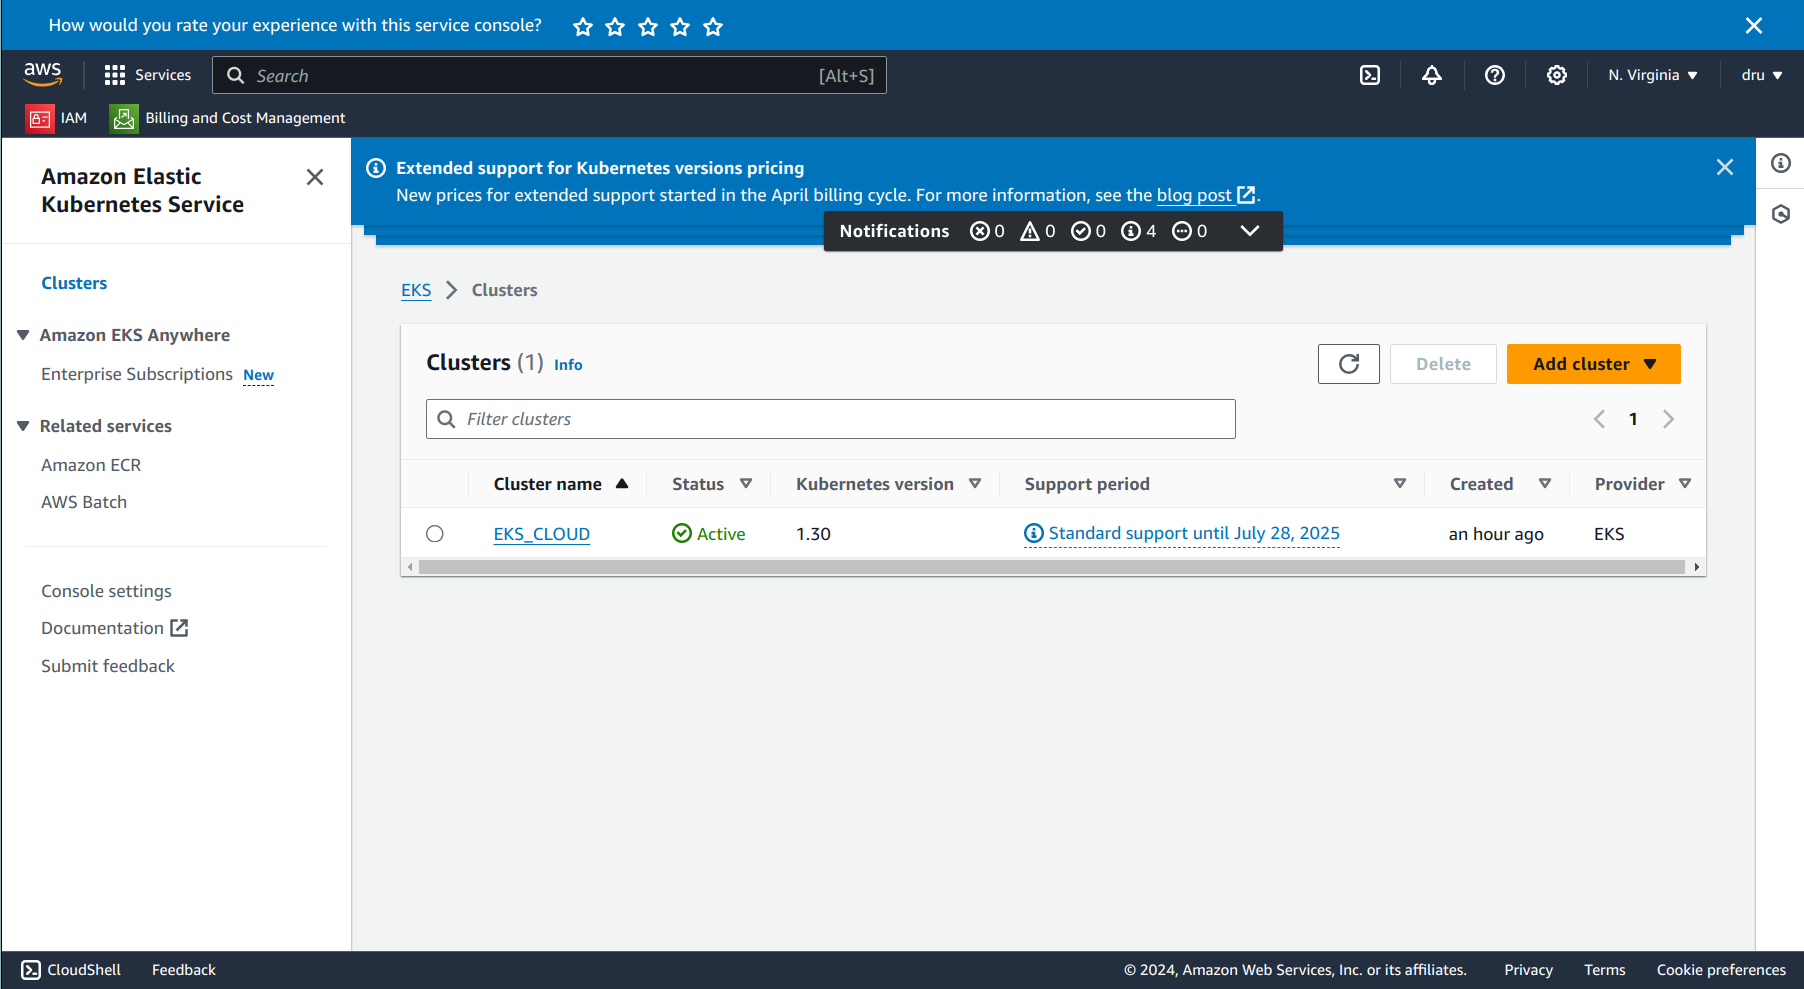 How would you rate your experience with this service console?
aws Services Search [Alt+S] N. Virginia dru
IAM Billing and Cost Management
Amazon Elastic
Kubernetes Service
Clusters
Amazon EKS Anywhere
Enterprise Subscriptions New
Related services
Amazon ECR
AWS Batch
Console settings
Documentation
Submit feedback
Extended support for Kubernetes versions pricing
New prices for extended support started in the April billing cycle. For more information, see the blog post.
Notifications 0 0 0 4 0
EKS Clusters
Clusters (1) Info Delete Add cluster
Filter clusters 1
Cluster name Status Kubernetes version Support period Created Provider
EKS_CLOUD Active 1.30 Standard support until July 28, 2025 an hour ago EKS
CloudShell Feedback © 2024, Amazon Web Services, Inc. or its affiliates. Privacy Terms Cookie preferences